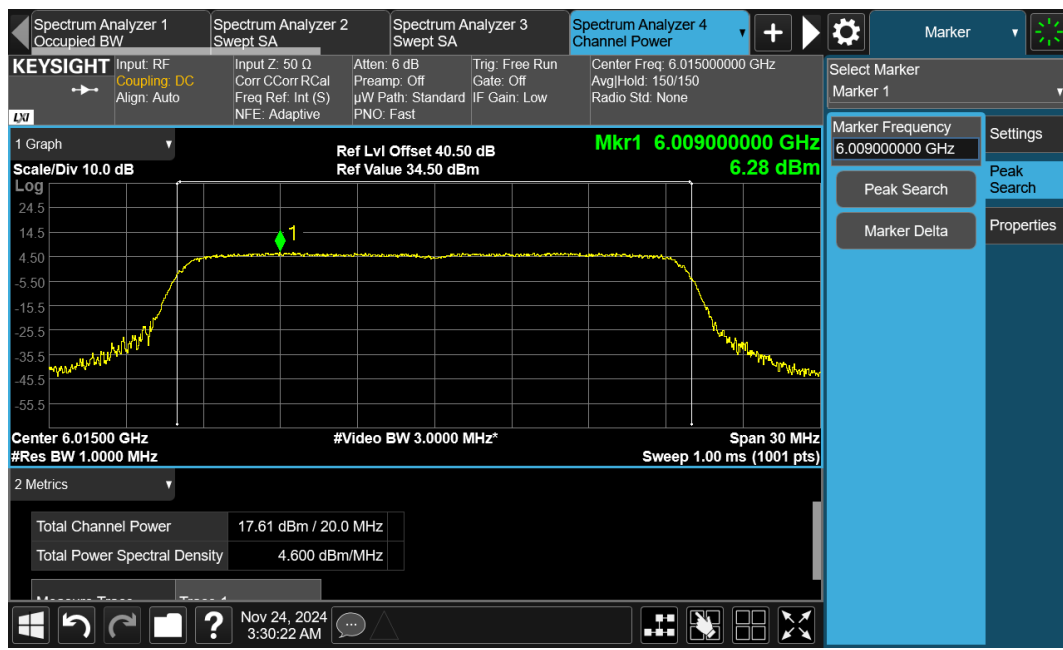 Spectrum Analyzer 1
Occupied BW
Spectrum Analyzer 2
Swept SA
Spectrum Analyzer 3
Swept SA
Spectrum Analyzer 4
Channel Power
Marker
KEYSIGHT
LXI
Input: RF
Coupling: DC
Align: Auto
Input Z: 50 Ω
Corr CCorr RCal
Freq Ref: Int (S)
NFE: Adaptive
Atten: 6 dB
Preamp: Off
µW Path: Standard
PNO: Fast
Trig: Free Run
Gate: Off
IF Gain: Low
Center Freq: 6.015000000 GHz
Avg|Hold: 150/150
Radio Std: None
Select Marker
Marker 1
Marker Frequency
6.009000000 GHz
Peak Search
Marker Delta
Settings
Peak
Search
Properties
1 Graph
Scale/Div 10.0 dB
Log
Ref Lvl Offset 40.50 dB
Ref Value 34.50 dBm
Mkr1 6.009000000 GHz
6.28 dBm
24.5
14.5
4.50
-5.50
-15.5
-25.5
-35.5
-45.5
-55.5
1
Center 6.01500 GHz
#Res BW 1.0000 MHz
#Video BW 3.0000 MHz*
Span 30 MHz
Sweep 1.00 ms (1001 pts)
2 Metrics
Total Channel Power 17.61 dBm / 20.0 MHz
Total Power Spectral Density 4.600 dBm/MHz
Nov 24, 2024
3:30:22 AM